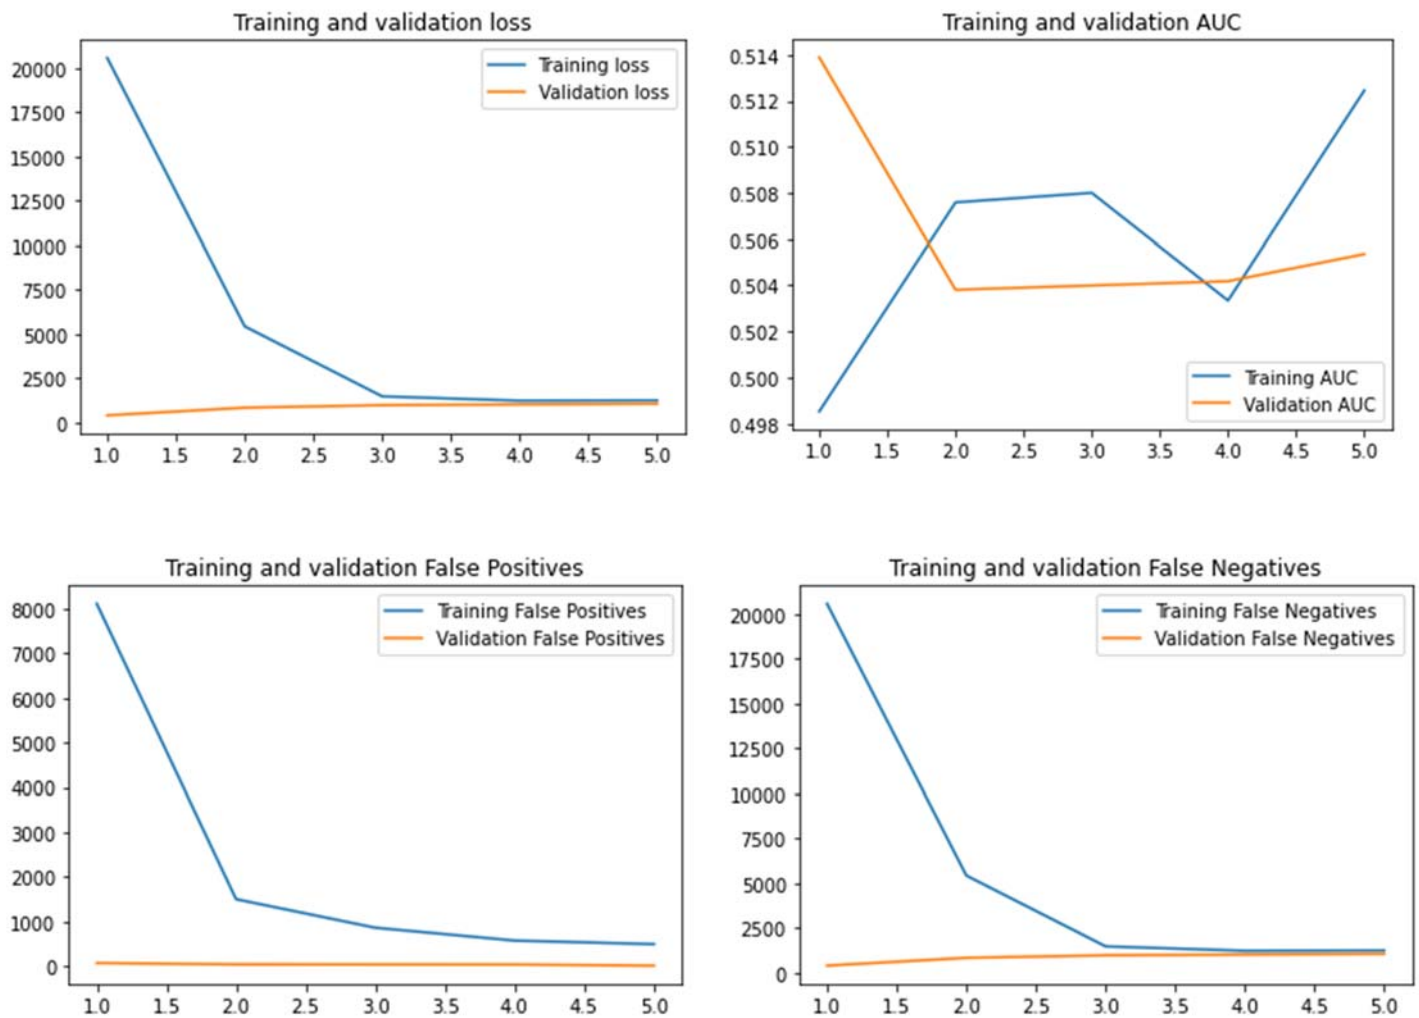 Training and validation loss
20000
17500
15000
12500
10000
7500
5000
2500
0
Training loss
Validation loss
1.0 1.5 2.0 2.5 3.0 3.5 4.0 4.5 5.0
Training and validation AUC
0.514
0.512
0.510
0.508
0.506
0.504
0.502
0.500
0.498
Training AUC
Validation AUC
1.0 1.5 2.0 2.5 3.0 3.5 4.0 4.5 5.0
Training and validation False Positives
8000
7000
6000
5000
4000
3000
2000
1000
0
Training False Positives
Validation False Positives
1.0 1.5 2.0 2.5 3.0 3.5 4.0 4.5 5.0
Training and validation False Negatives
20000
17500
15000
12500
10000
7500
5000
2500
0
Training False Negatives
Validation False Negatives
1.0 1.5 2.0 2.5 3.0 3.5 4.0 4.5 5.0